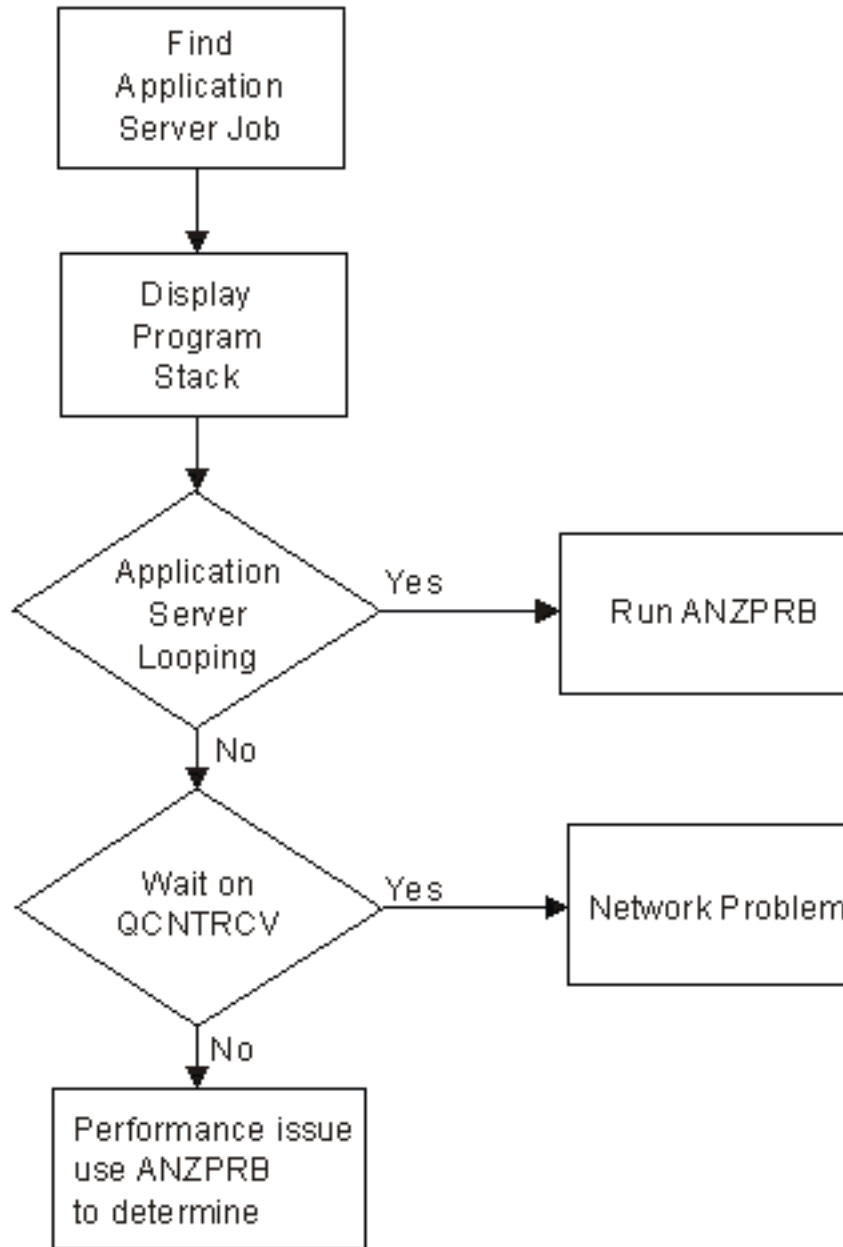 Find
Application
Server Job
Display
Program
Stack
Application
Server
Looping
Yes
Run ANZPRB
No
Wait on
QCNTRCV
Yes
Network Problem
No
Performance issue
use ANZPRB
to determine